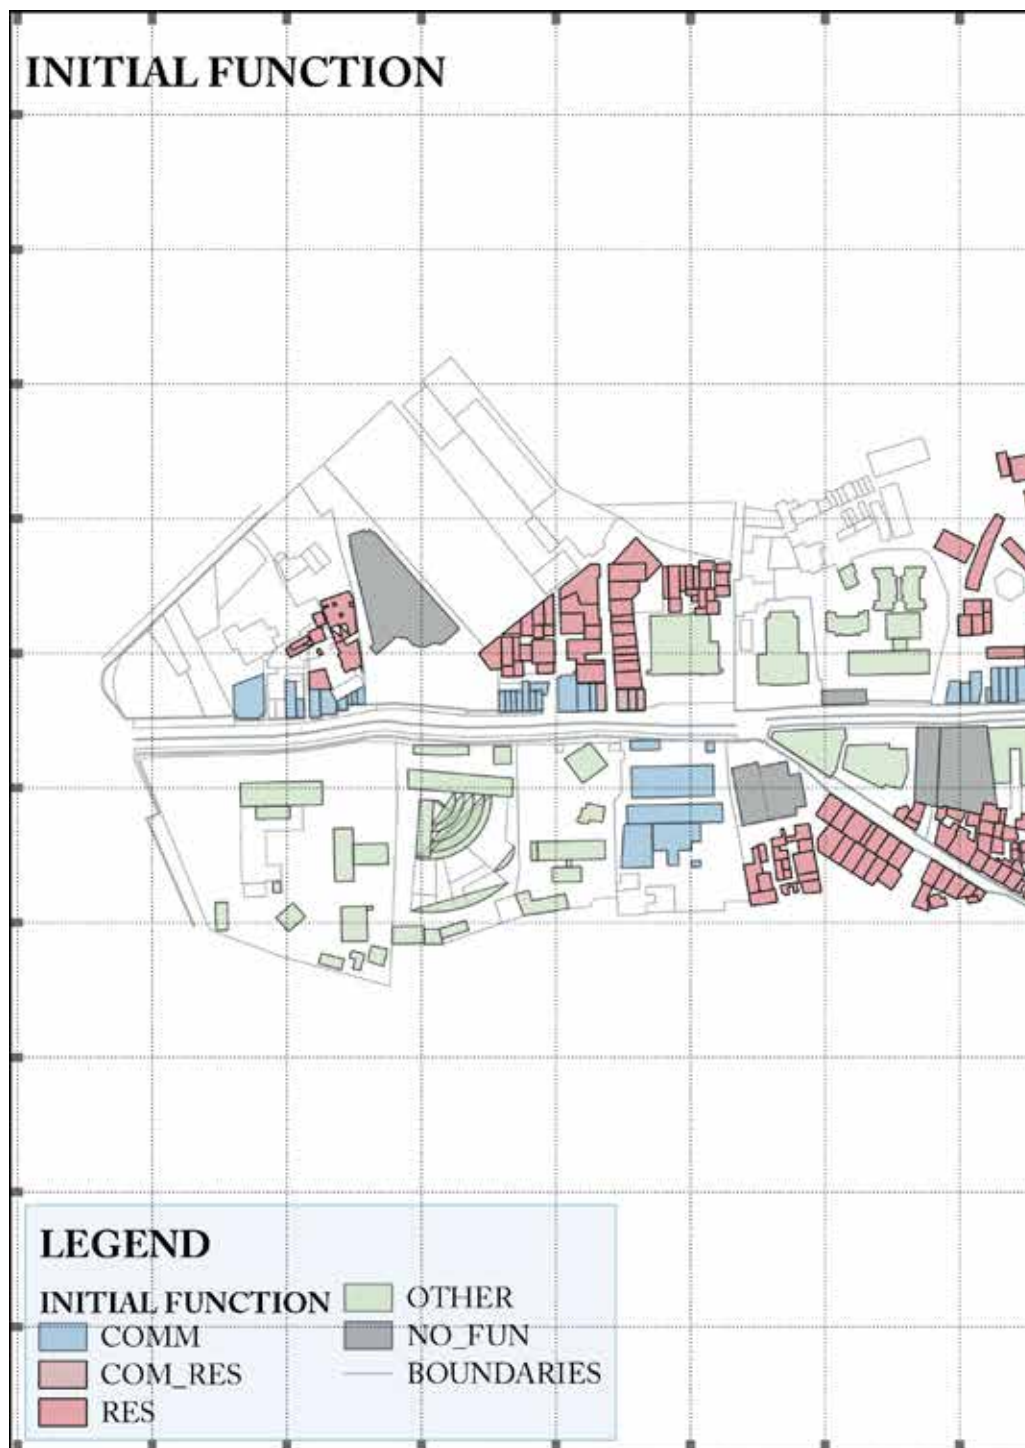 INITIAL FUNCTION
LEGEND
INITIAL FUNCTION
COMM
COM_RES
RES
OTHER
NO_FUN
BOUNDARIES